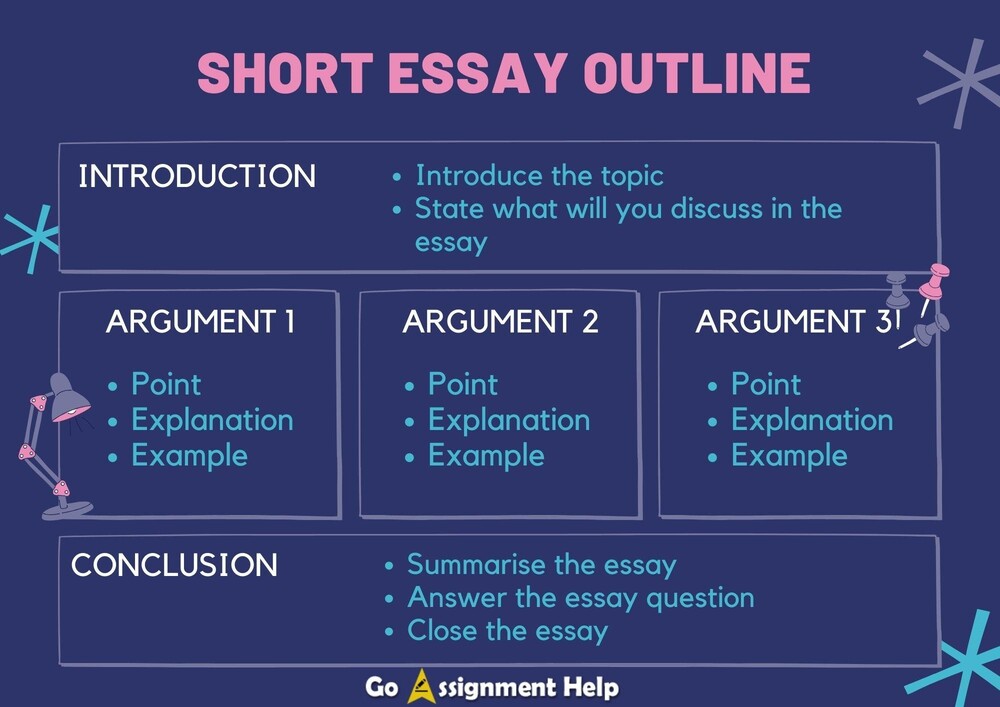 SHORT ESSAY OUTLINE
INTRODUCTION
• Introduce the topic
• State what will you discuss in the
essay
ARGUMENT 1
• Point
• Explanation
• Example
ARGUMENT 2
• Point
• Explanation
• Example
ARGUMENT 3
• Point
• Explanation
• Example
CONCLUSION
• Summarise the essay
• Answer the essay question
• Close the essay
Go Assignment Help